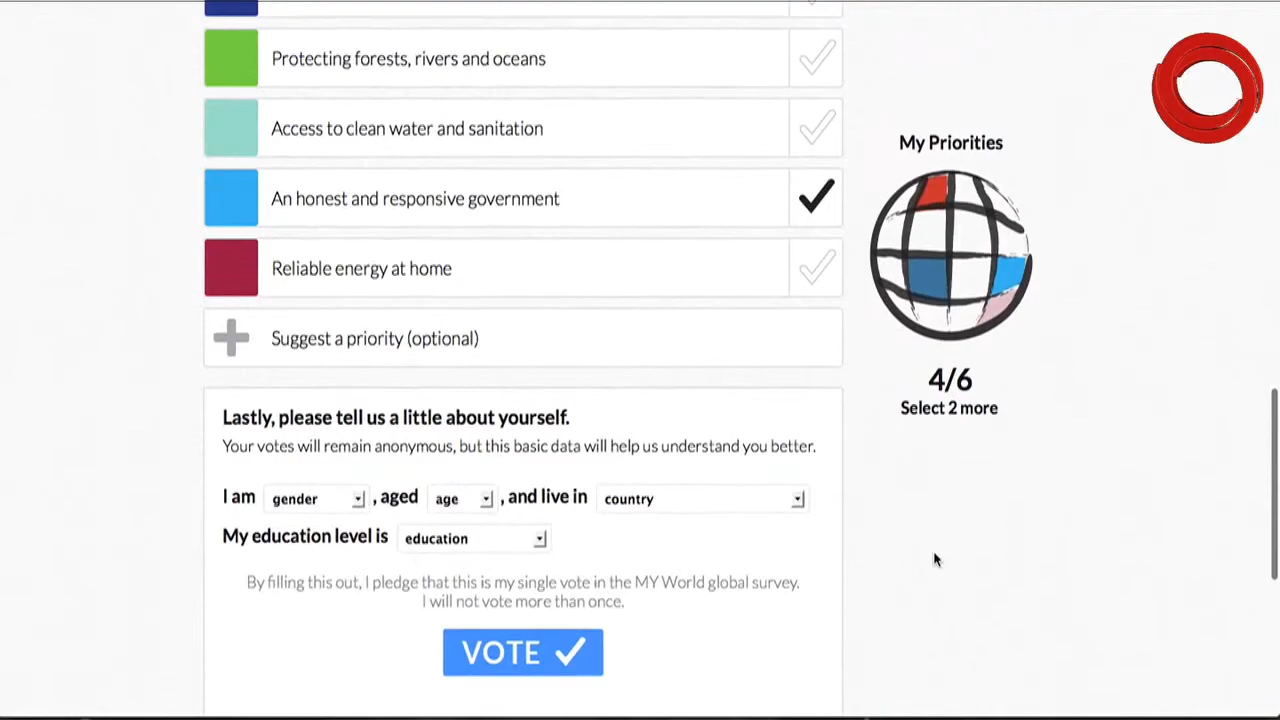 Protecting forests, rivers and oceans
Access to clean water and sanitation
An honest and responsive government
Reliable energy at home
Suggest a priority (optional)
My Priorities
4/6
Select 2 more
Lastly, please tell us a little about yourself.
Your votes will remain anonymous, but this basic data will help us understand you better.
I am gender , aged age , and live in country
My education level is education
By filling this out, I pledge that this is my single vote in the MY World global survey.
I will not vote more than once.
VOTE